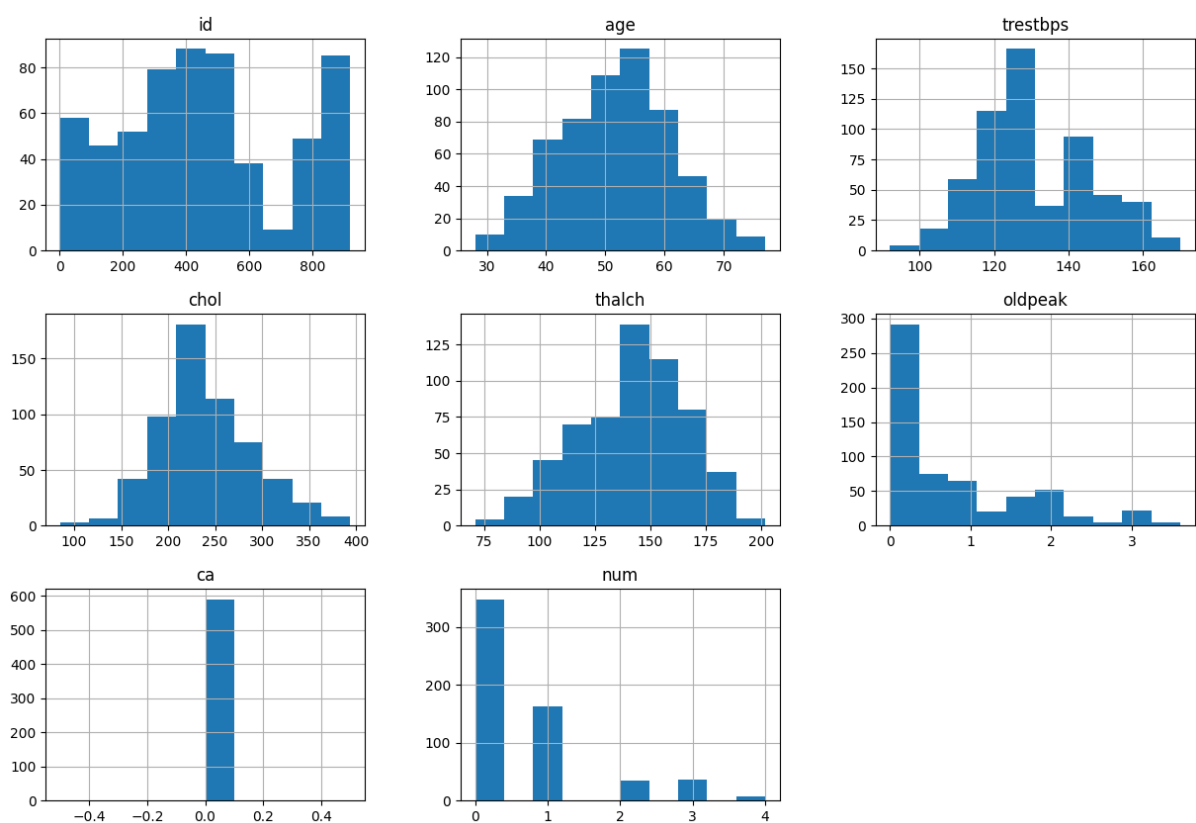 id age trestbps
80 60 40 20 0
0 200 400 600 800
120 100 80 60 40 20 0
30 40 50 60 70
150 125 100 75 50 25 0
100 120 140 160
chol thalch oldpeak
150 100 50 0
100 150 200 250 300 350 400
125 100 75 50 25 0
75 100 125 150 175 200
300 250 200 150 100 50 0
0 1 2 3
ca num
600 500 400 300 200 100 0
−0.4 −0.2 0.0 0.2 0.4
300 200 100 0
0 1 2 3 4